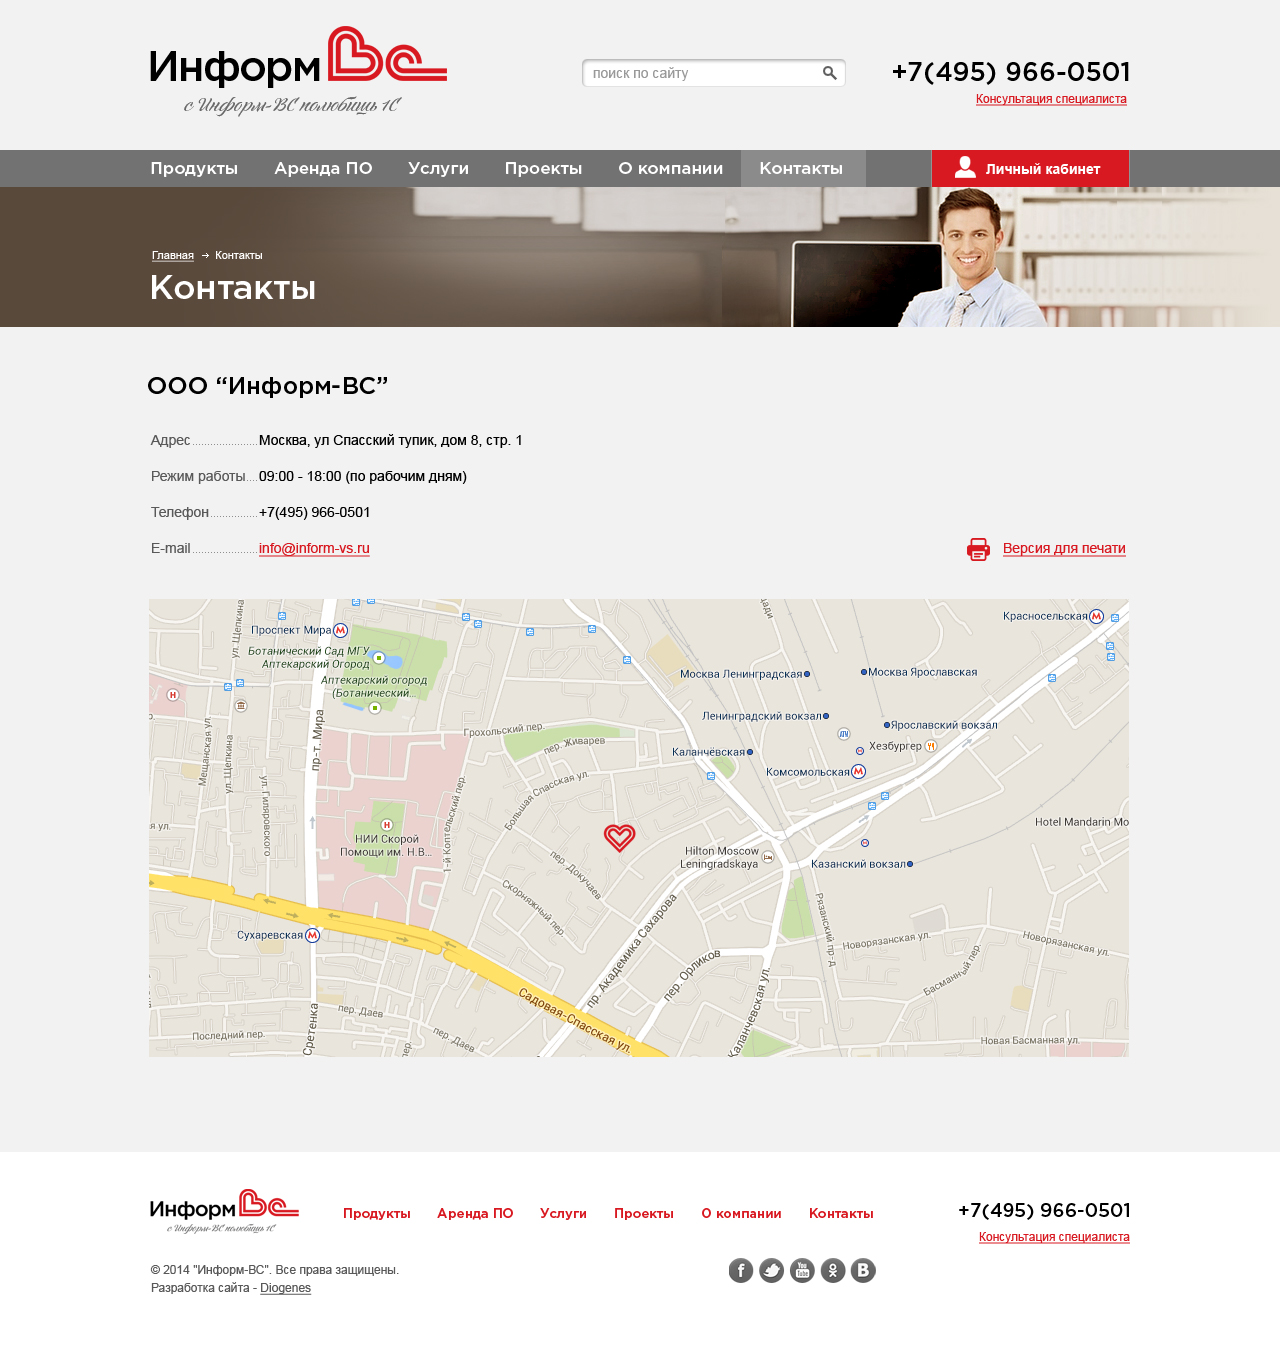 ИнформВС
с Информ-ВС полюбишь 1С
поиск по сайту
+7(495) 966-0501
Консультация специалиста
Продукты
Аренда ПО
Услуги
Проекты
О компании
Контакты
Личный кабинет
Главная → Контакты
Контакты
ООО “Информ-ВС”
Адрес......................Москва, ул Спасский тупик, дом 8, стр. 1
Режим работы....09:00 - 18:00 (по рабочим дням)
Телефон................+7(495) 966-0501
E-mail......................info@inform-vs.ru
Версия для печати
Красносельская
Проспект Мира
ул. Щепкина
Ботанический Сад МГУ
Аптекарский Огород
Аптекарский огород
(Ботанический...
Москва Ленинградская
Москва Ярославская
Ленинградский вокзал
Ярославский вокзал
Хезбургер
Каланчёвская
Комсомольская
Грохольский пер.
пер. Живарев
пр-т. Мира
Мещанская ул.
ул. Щепкина
ул. Гиляровского
Большая Спасская ул.
1-й Коптельский пер.
Hotel Mandarin Mo
НИИ Скорой
Помощи им. Н.В...
Hilton Moscow
Leningradskaya
Казанский вокзал
пер. Докучаев
Скорняжный пер.
Сухаревская
пр. Академика Сахарова
пер. Орликов
Рязанский пр-д
Новорязанская ул.
Новорязанская ул.
Басманный пер.
Каланчевская ул.
Садовая-Спасская ул.
пер. Даев
пер. Даев
Последний пер.
Сретенка
Новая Басманная ул.
ИнформВС
с Информ-ВС полюбишь 1С
Продукты
Аренда ПО
Услуги
Проекты
О компании
Контакты
+7(495) 966-0501
Консультация специалиста
© 2014 "Информ-ВС". Все права защищены.
Разработка сайта - Diogenes